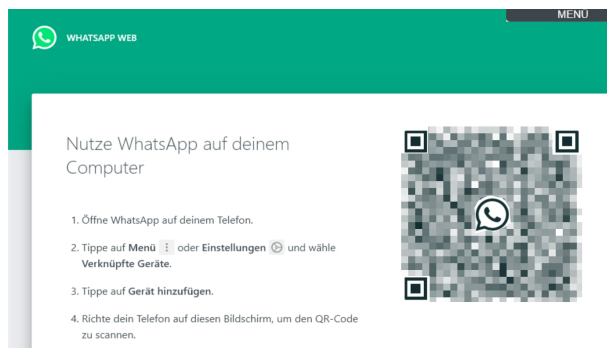 MENÜ
WHATSAPP WEB
Nutze WhatsApp auf deinem
Computer
1. Öffne WhatsApp auf deinem Telefon.
2. Tippe auf Menü oder Einstellungen und wähle
Verknüpfte Geräte.
3. Tippe auf Gerät hinzufügen.
4. Richte dein Telefon auf diesen Bildschirm, um den QR-Code
zu scannen.